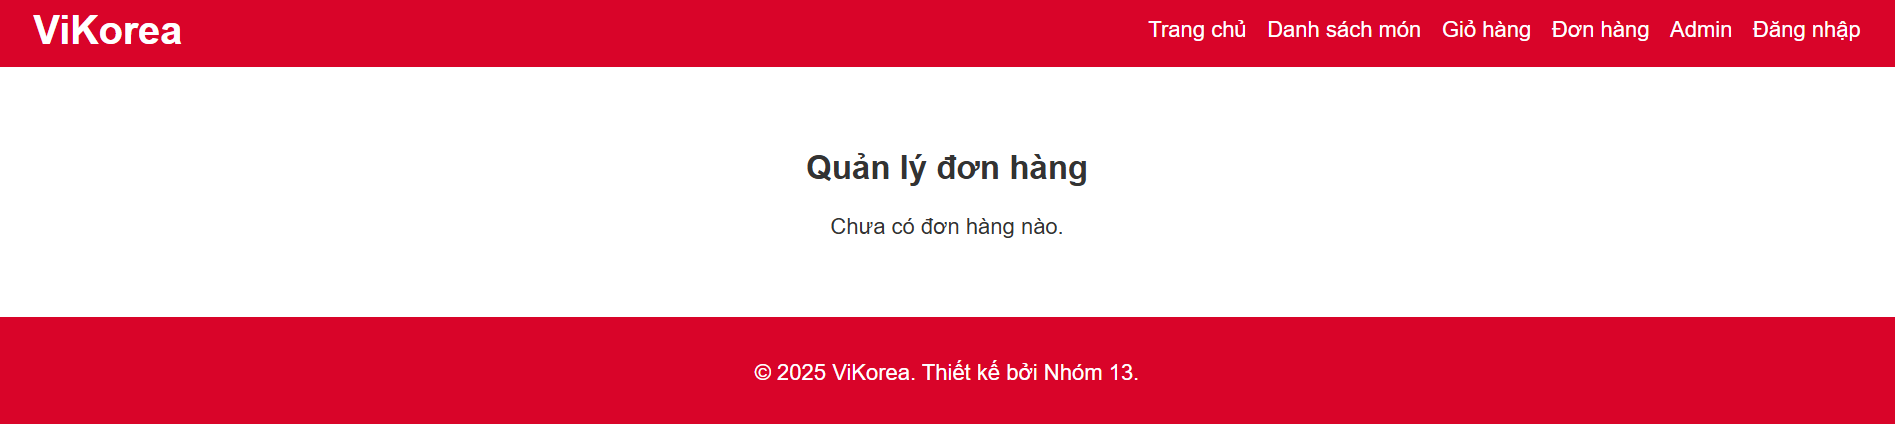 ViKorea
Trang chủ Danh sách món Giỏ hàng Đơn hàng Admin Đăng nhập
Quản lý đơn hàng
Chưa có đơn hàng nào.
© 2025 ViKorea. Thiết kế bởi Nhóm 13.